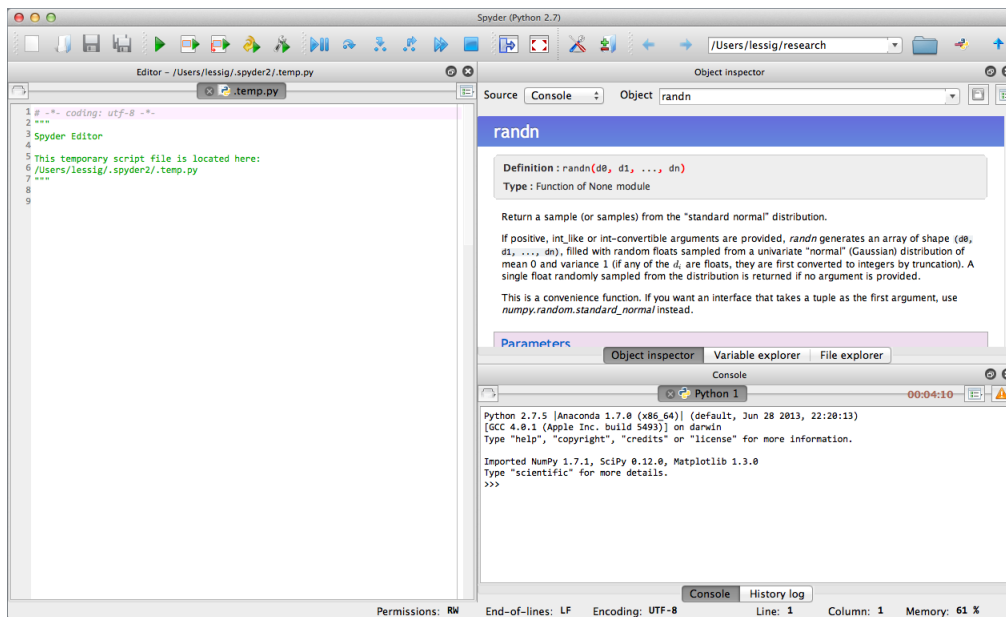 Spyder (Python 2.7)
/Users/lessig/research
Editor – /Users/lessig/.spyder2/.temp.py
.temp.py
1 # -*- coding: utf-8 -*-
2 """
3 Spyder Editor
4
5 This temporary script file is located here:
6 /Users/lessig/.spyder2/.temp.py
7 """
8
9
Object inspector
Source Console Object randn
randn
Definition : randn(d0, d1, ..., dn)
Type : Function of None module
Return a sample (or samples) from the “standard normal” distribution.
If positive, int_like or int-convertible arguments are provided, randn generates an array of shape (d0,
d1, ..., dn), filled with random floats sampled from a univariate “normal” (Gaussian) distribution of
mean 0 and variance 1 (if any of the di are floats, they are first converted to integers by truncation). A
single float randomly sampled from the distribution is returned if no argument is provided.
This is a convenience function. If you want an interface that takes a tuple as the first argument, use
numpy.random.standard_normal instead.
Parameters
Object inspector Variable explorer File explorer
Console
Python 1 00:04:10
Python 2.7.5 |Anaconda 1.7.0 (x86_64)| (default, Jun 28 2013, 22:20:13)
[GCC 4.0.1 (Apple Inc. build 5493)] on darwin
Type "help", "copyright", "credits" or "license" for more information.
Imported NumPy 1.7.1, SciPy 0.12.0, Matplotlib 1.3.0
Type "scientific" for more details.
>>>
Console History log
Permissions: RW End-of-lines: LF Encoding: UTF-8 Line: 1 Column: 1 Memory: 61 %